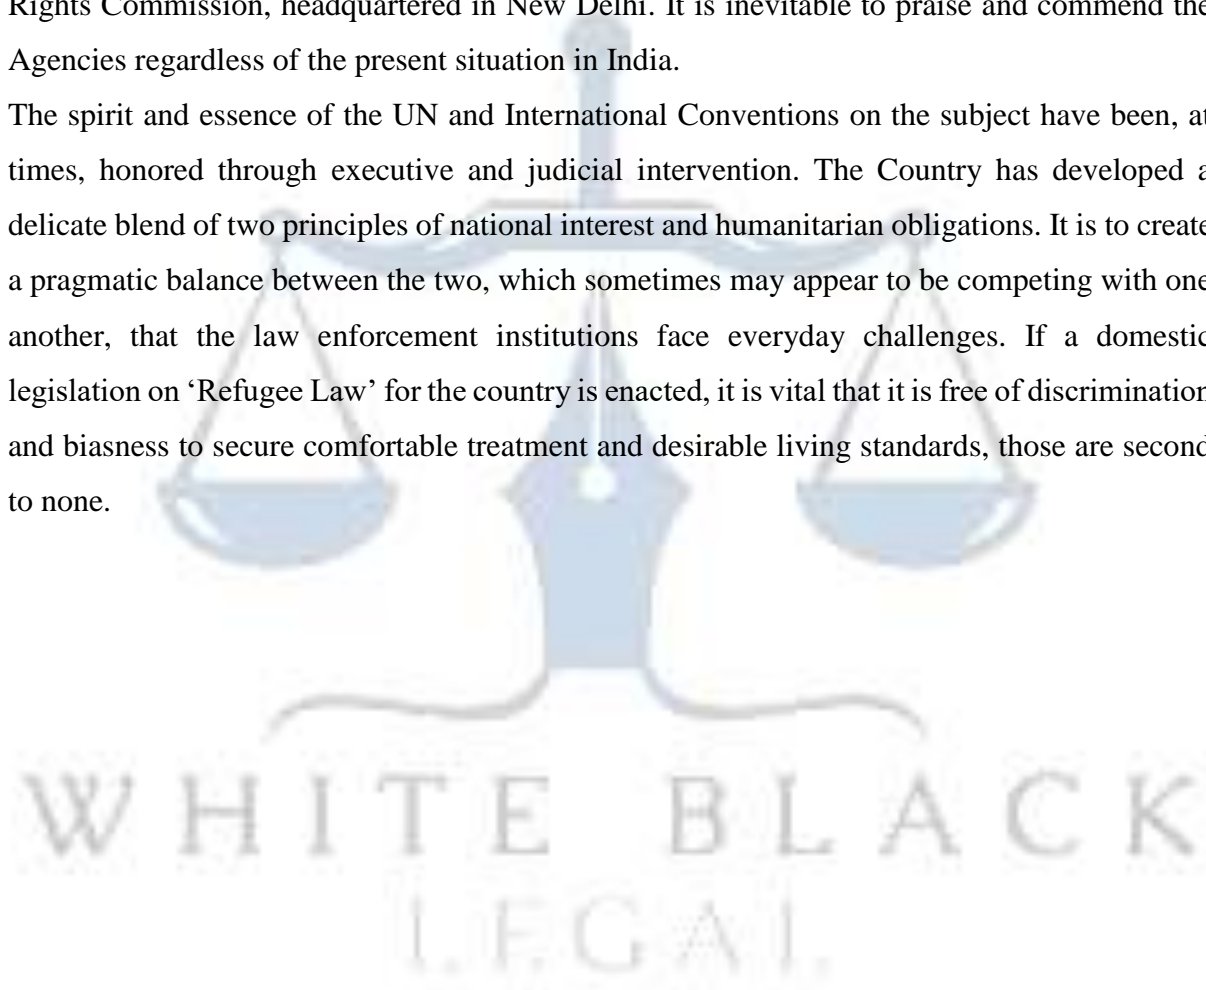 Rights Commission, headquartered in New Delhi. It is inevitable to praise and commend the
Agencies regardless of the present situation in India.
The spirit and essence of the UN and International Conventions on the subject have been, at
times, honored through executive and judicial intervention. The Country has developed a
delicate blend of two principles of national interest and humanitarian obligations. It is to create
a pragmatic balance between the two, which sometimes may appear to be competing with one
another, that the law enforcement institutions face everyday challenges. If a domestic
legislation on ‘Refugee Law’ for the country is enacted, it is vital that it is free of discrimination
and biasness to secure comfortable treatment and desirable living standards, those are second
to none.
WHITE BLACK
LEGAL